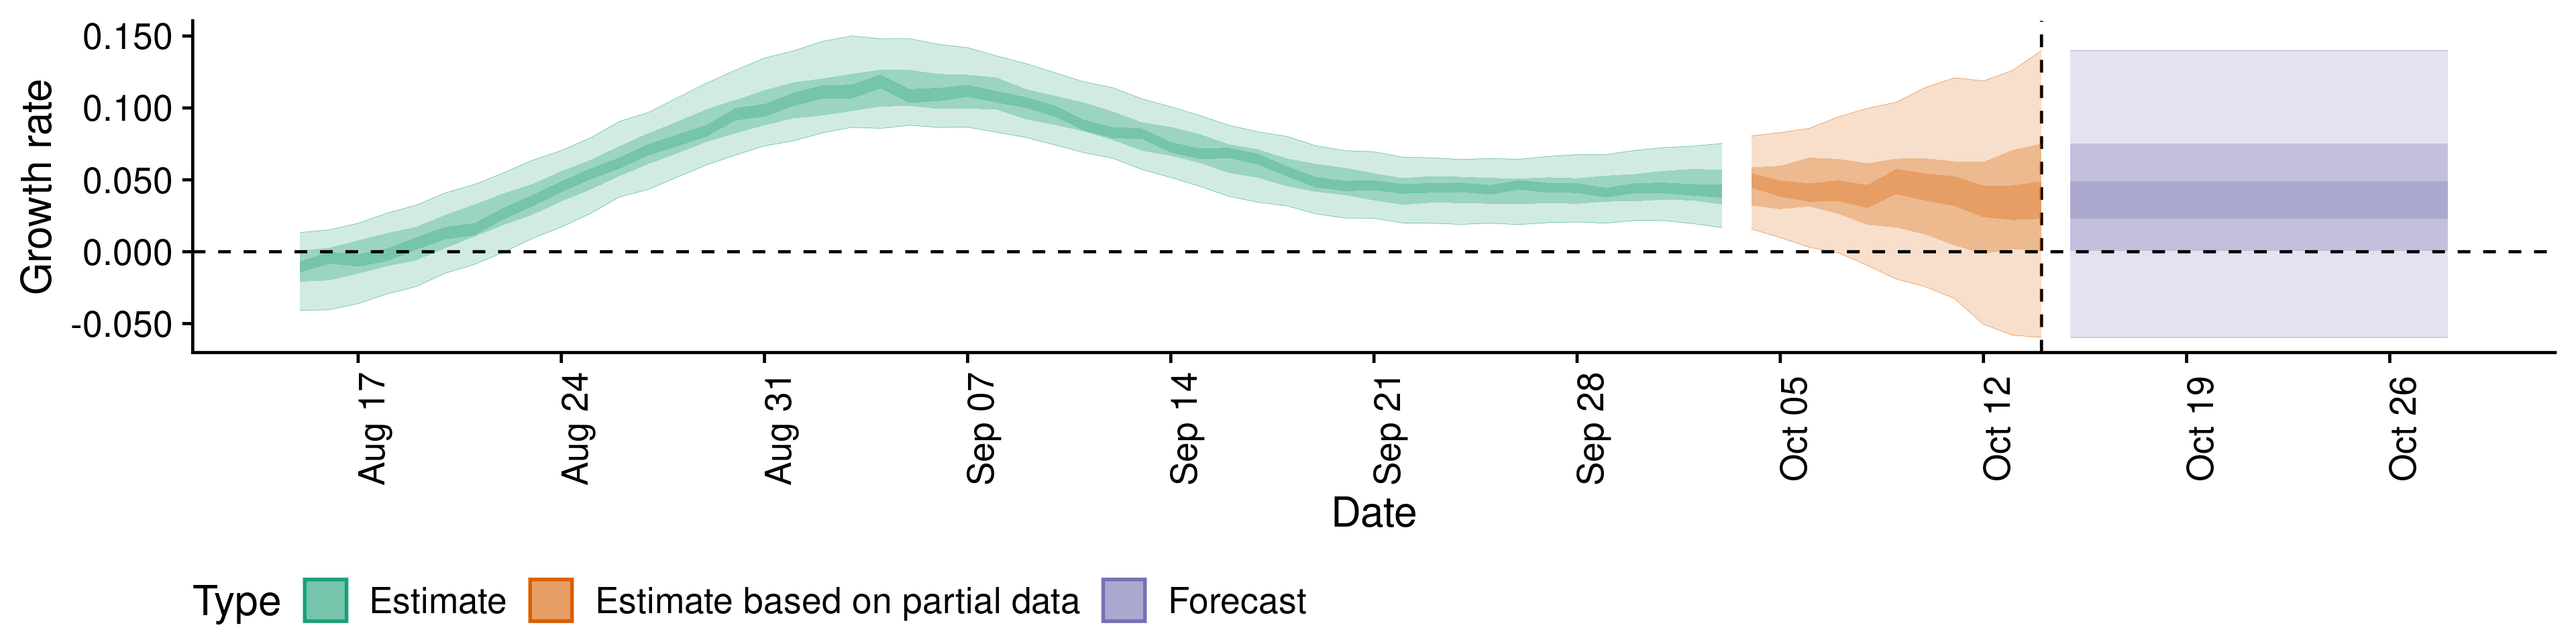 Growth rate
0.150
0.100
0.050
0.000
-0.050
Aug 17
Aug 24
Aug 31
Sep 07
Sep 14
Sep 21
Sep 28
Oct 05
Oct 12
Oct 19
Oct 26
Date
Type Estimate Estimate based on partial data Forecast